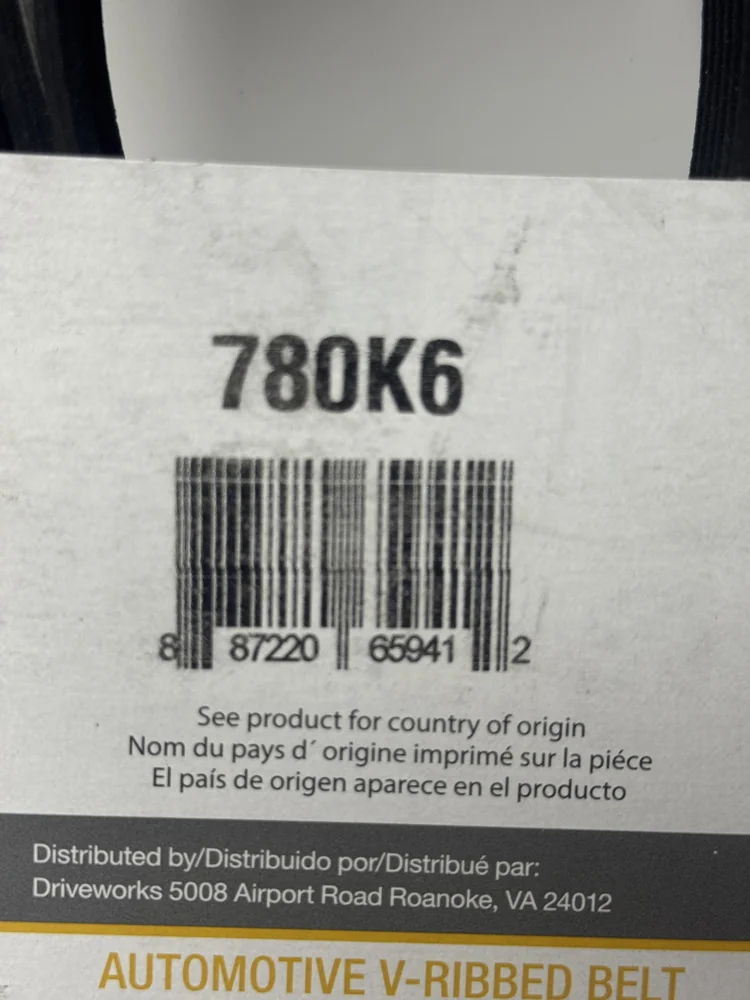 780K6
8 87220 65941 2
See product for country of origin
Nom du pays d´ origine imprimé sur la piéce
El país de origen aparece en el producto
Distributed by/Distribuido por/Distribué par:
Driveworks 5008 Airport Road Roanoke, VA 24012
AUTOMOTIVE V-RIBBED BELT